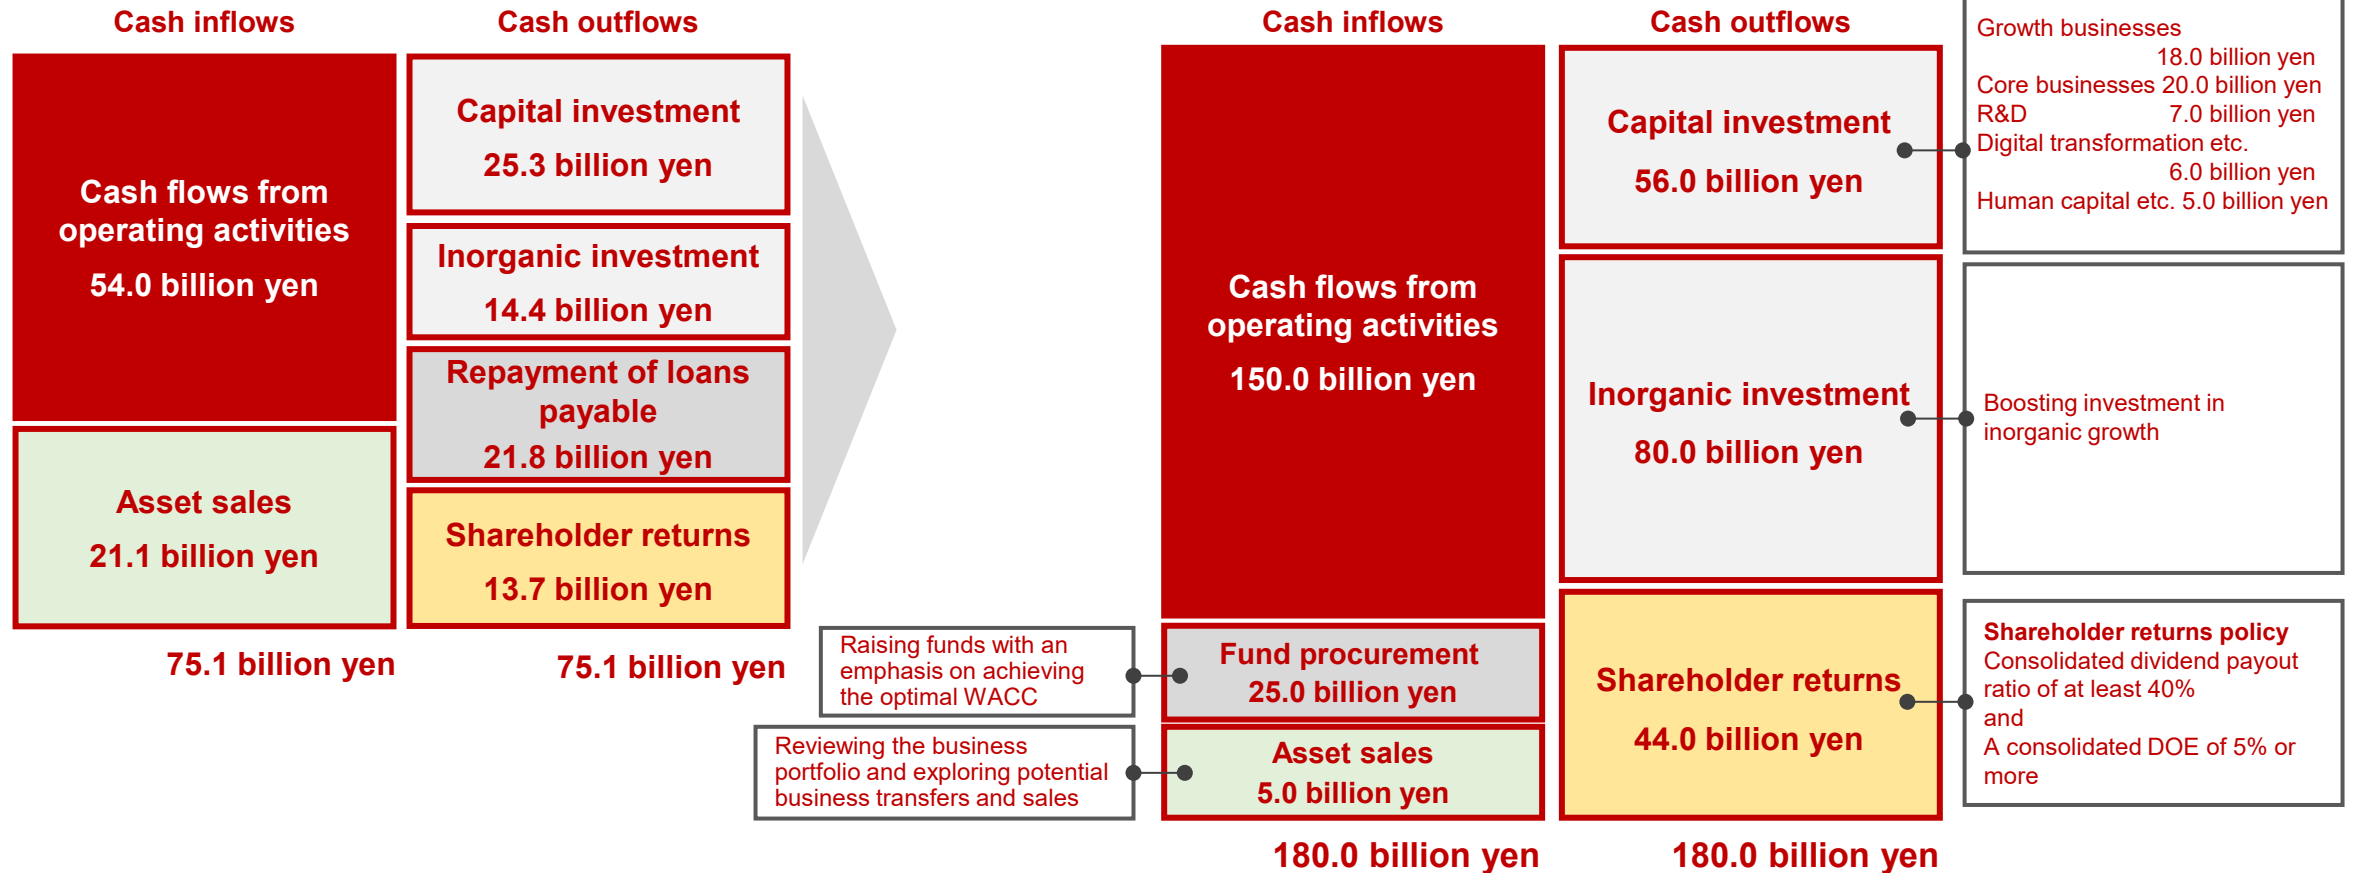 Cash inflows
Cash outflows
Cash flows from
operating activities
54.0 billion yen
Asset sales
21.1 billion yen
75.1 billion yen
Capital investment
25.3 billion yen
Inorganic investment
14.4 billion yen
Repayment of loans
payable
21.8 billion yen
Shareholder returns
13.7 billion yen
75.1 billion yen
Cash inflows
Cash outflows
Cash flows from
operating activities
150.0 billion yen
Raising funds with an
emphasis on achieving
the optimal WACC
Fund procurement
25.0 billion yen
Reviewing the business
portfolio and exploring potential
business transfers and sales
Asset sales
5.0 billion yen
180.0 billion yen
Capital investment
56.0 billion yen
Growth businesses
18.0 billion yen
Core businesses 20.0 billion yen
R&D 7.0 billion yen
Digital transformation etc.
6.0 billion yen
Human capital etc. 5.0 billion yen
Inorganic investment
80.0 billion yen
Boosting investment in
inorganic growth
Shareholder returns
44.0 billion yen
Shareholder returns policy
Consolidated dividend payout
ratio of at least 40%
and
A consolidated DOE of 5% or
more
180.0 billion yen